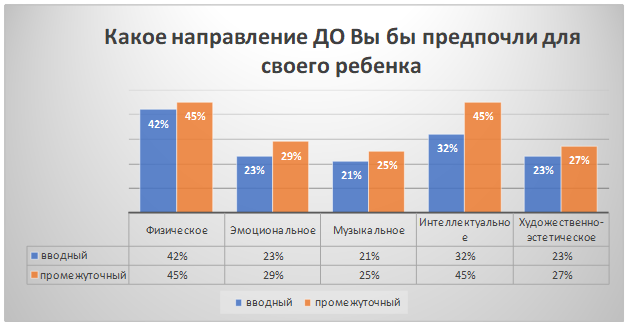 Какое направление ДО Вы бы предпочли для
своего ребенка
42%
45%
23%
29%
21%
25%
32%
45%
23%
27%
Физическое Эмоциональное Музыкальное Интеллектуально
е Художественно-
эстетическое
вводный 42% 23% 21% 32% 23%
промежуточный 45% 29% 25% 45% 27%
вводный промежуточный